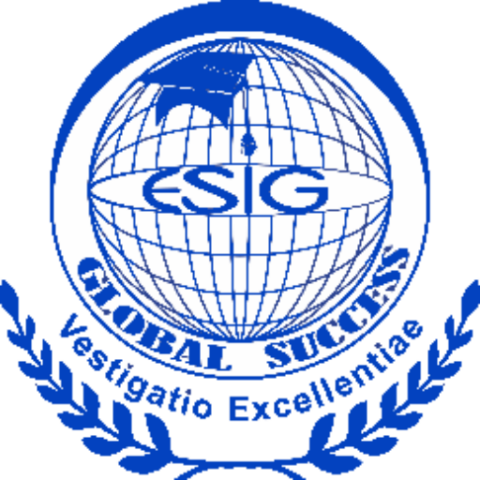 ESIG
GLOBAL SUCCESS
Vestigatio Excellentiae